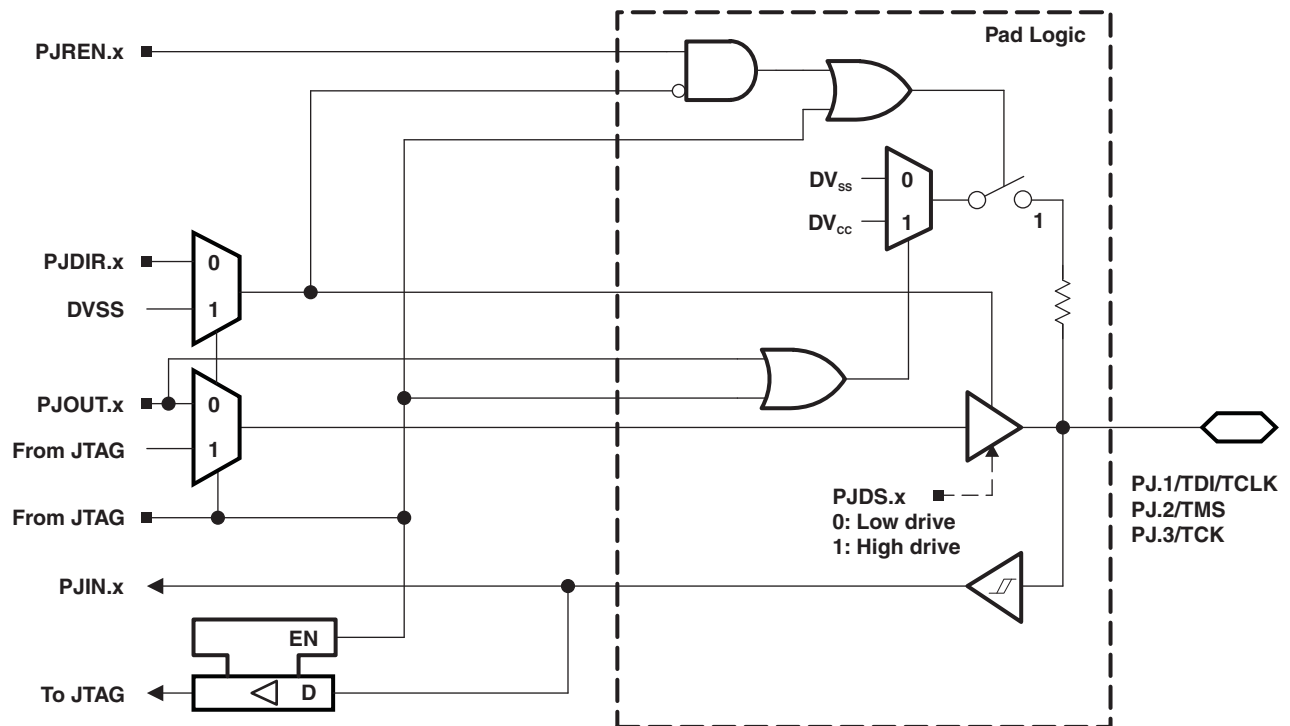 Pad Logic
PJREN.x
DVss
0
DVcc
1
1
PJDIR.x
0
DVSS
1
PJOUT.x
0
From JTAG
1
From JTAG
PJDS.x
0: Low drive
1: High drive
PJ.1/TDI/TCLK
PJ.2/TMS
PJ.3/TCK
PJIN.x
EN
To JTAG
D